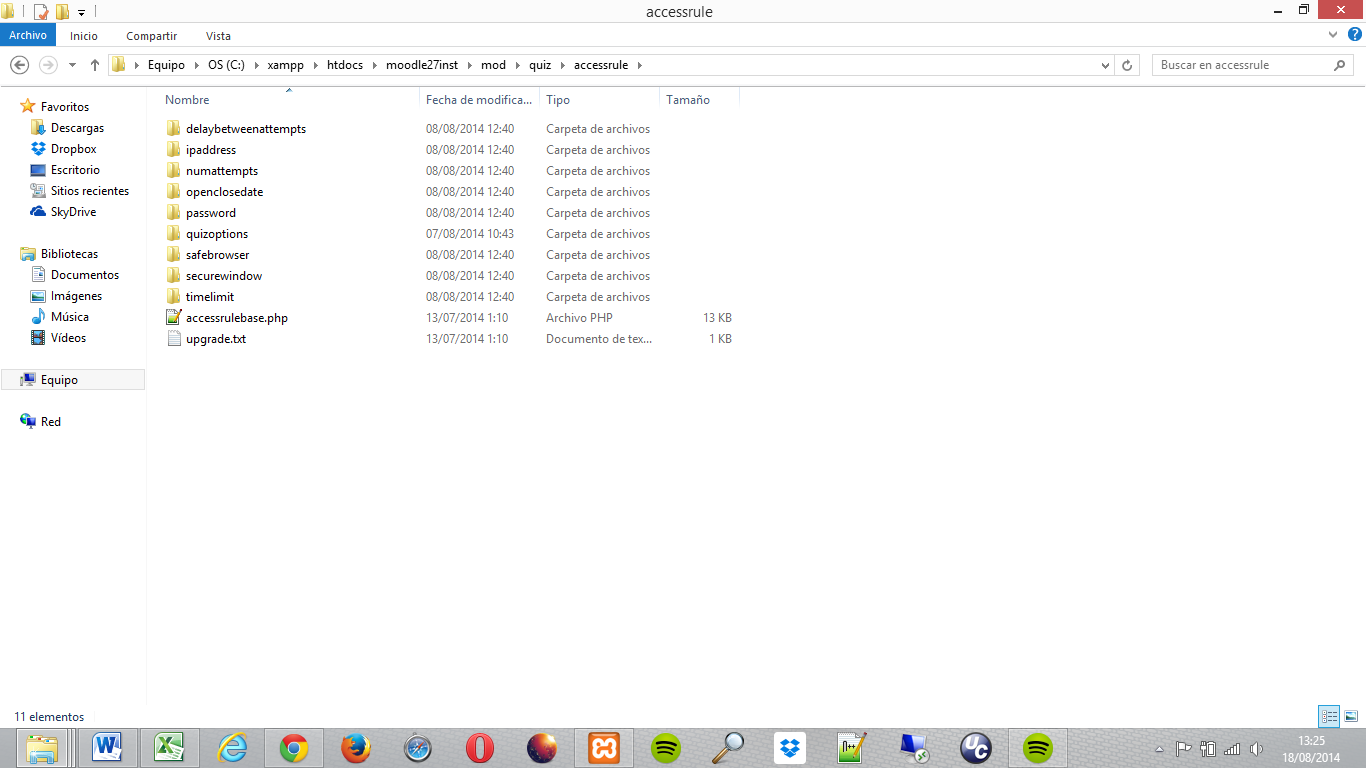 accessrule
Archivo Inicio Compartir Vista
Equipo OS (C:) xampp htdocs moodle27inst mod quiz accessrule Buscar en accessrule
Nombre Fecha de modifica... Tipo Tamaño
Favoritos
Descargas
Dropbox
Escritorio
Sitios recientes
SkyDrive
Bibliotecas
Documentos
Imágenes
Música
Vídeos
Equipo
Red
delaybetweenattempts 08/08/2014 12:40 Carpeta de archivos
ipaddress 08/08/2014 12:40 Carpeta de archivos
numattempts 08/08/2014 12:40 Carpeta de archivos
openclosedate 08/08/2014 12:40 Carpeta de archivos
password 08/08/2014 12:40 Carpeta de archivos
quizoptions 07/08/2014 10:43 Carpeta de archivos
safebrowser 08/08/2014 12:40 Carpeta de archivos
securewindow 08/08/2014 12:40 Carpeta de archivos
timelimit 08/08/2014 12:40 Carpeta de archivos
accessrulebase.php 13/07/2014 1:10 Archivo PHP 13 KB
upgrade.txt 13/07/2014 1:10 Documento de tex... 1 KB
11 elementos
13:25
18/08/2014